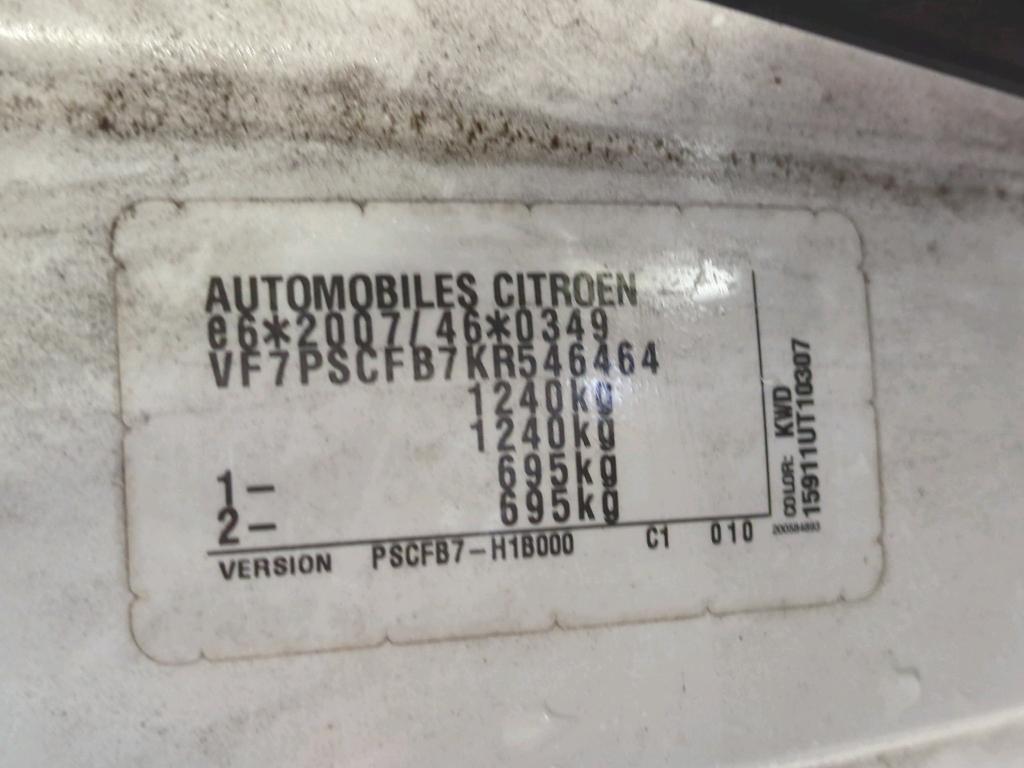 AUTOMOBILES CITROEN
e6*2007/46*0349
VF7PSCFB7KR546464
1240kg
1240kg
1- 695kg
2- 695kg
VERSION PSCFB7-H1B000 C1 010
COLOR: KWD
15911UT10307